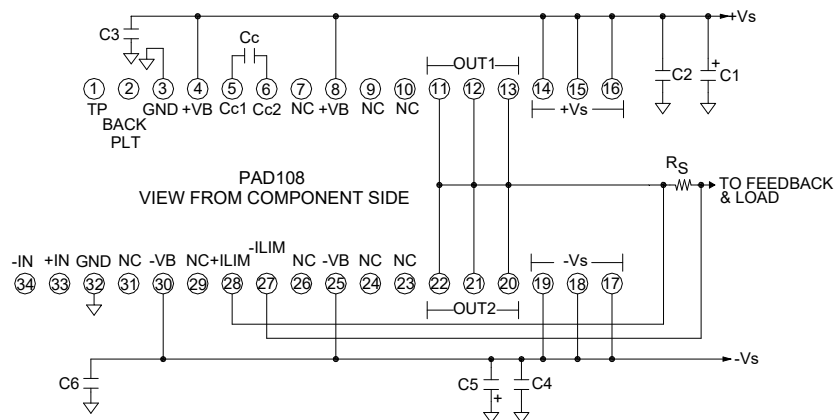 +Vs
C3
Cc
C2
+
C1
OUT1
1 2 3 4 5 6 7 8 9 10 11 12 13 14 15 16
TP
BACK
PLT
GND
+VB
Cc1
Cc2
NC
+VB
NC
NC
+Vs
PAD108
VIEW FROM COMPONENT SIDE
RS
TO FEEDBACK
& LOAD
-IN
+IN
GND
NC
-VB
NC
+ILIM
-ILIM
NC
-VB
NC
NC
-Vs
34 33 32 31 30 29 28 27 26 25 24 23 22 21 20 19 18 17
OUT2
-Vs
C6
C5
+
C4